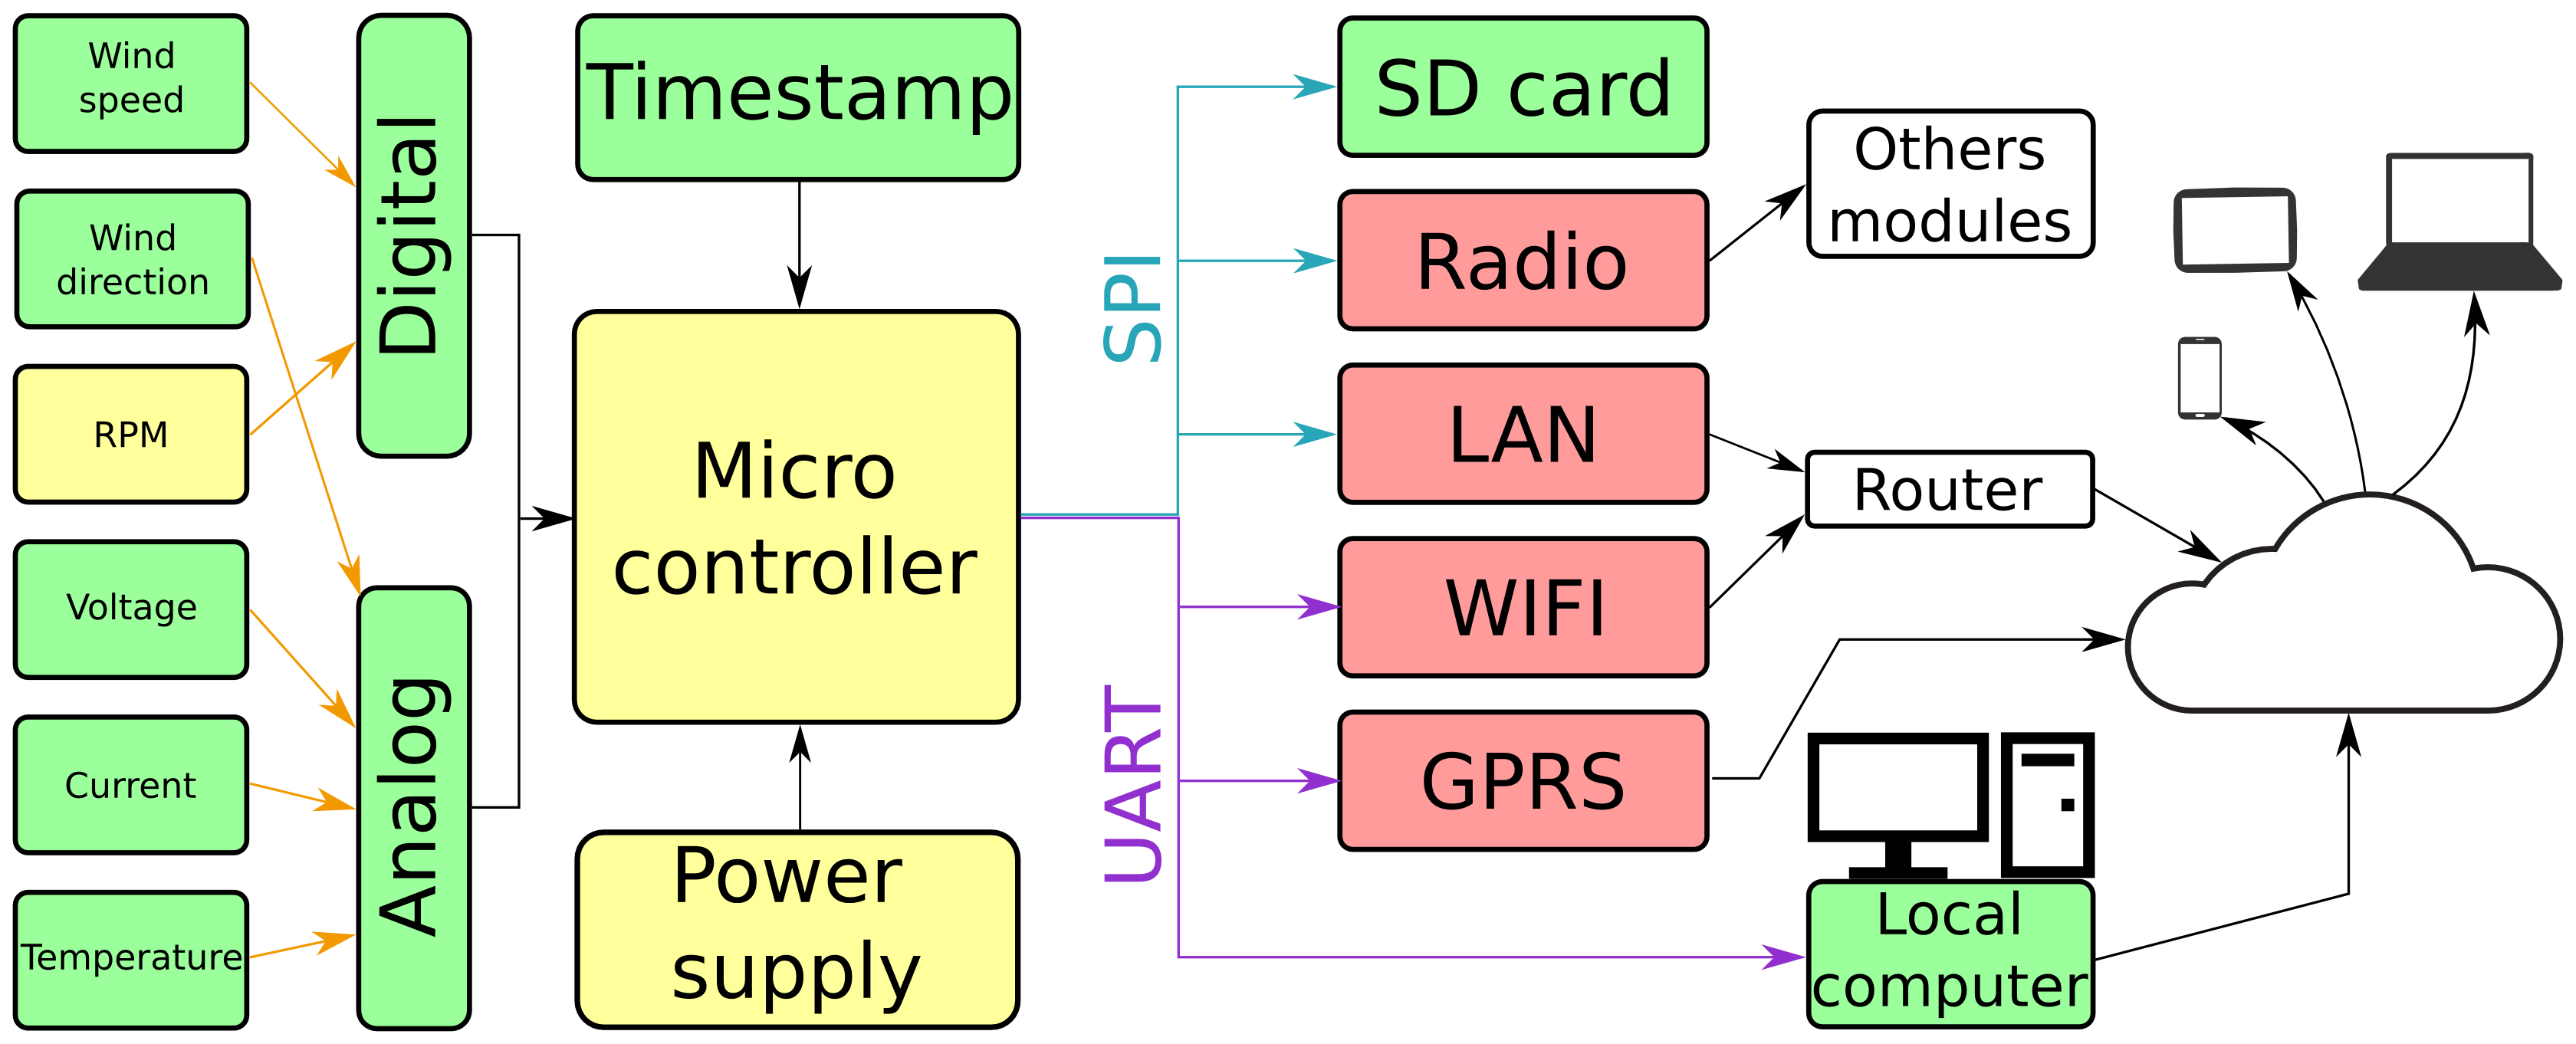 Wind
speed
Wind
direction
RPM
Voltage
Current
Temperature
Digital
Analog
Timestamp
Micro
controller
Power
supply
SPI
UART
SD card
Radio
LAN
WIFI
GPRS
Others
modules
Router
Local
computer